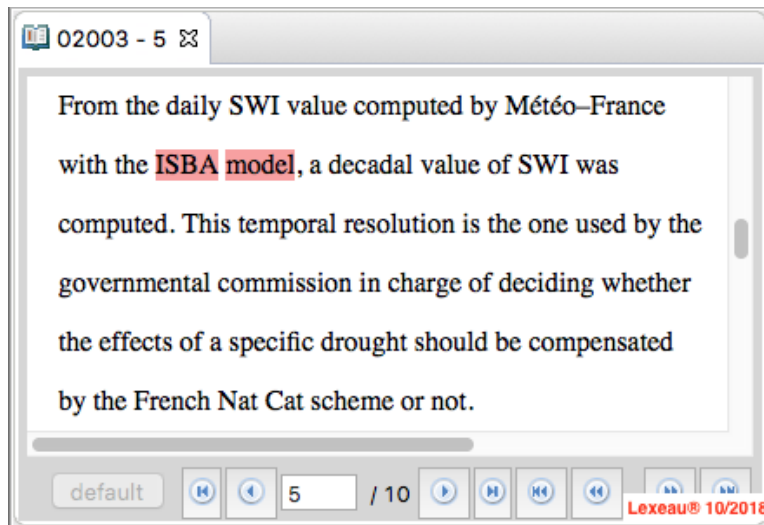 02003 - 5
From the daily SWI value computed by Météo–France
with the ISBA model, a decadal value of SWI was
computed. This temporal resolution is the one used by the
governmental commission in charge of deciding whether
the effects of a specific drought should be compensated
by the French Nat Cat scheme or not.
default 5 / 10
Lexeau® 10/2018